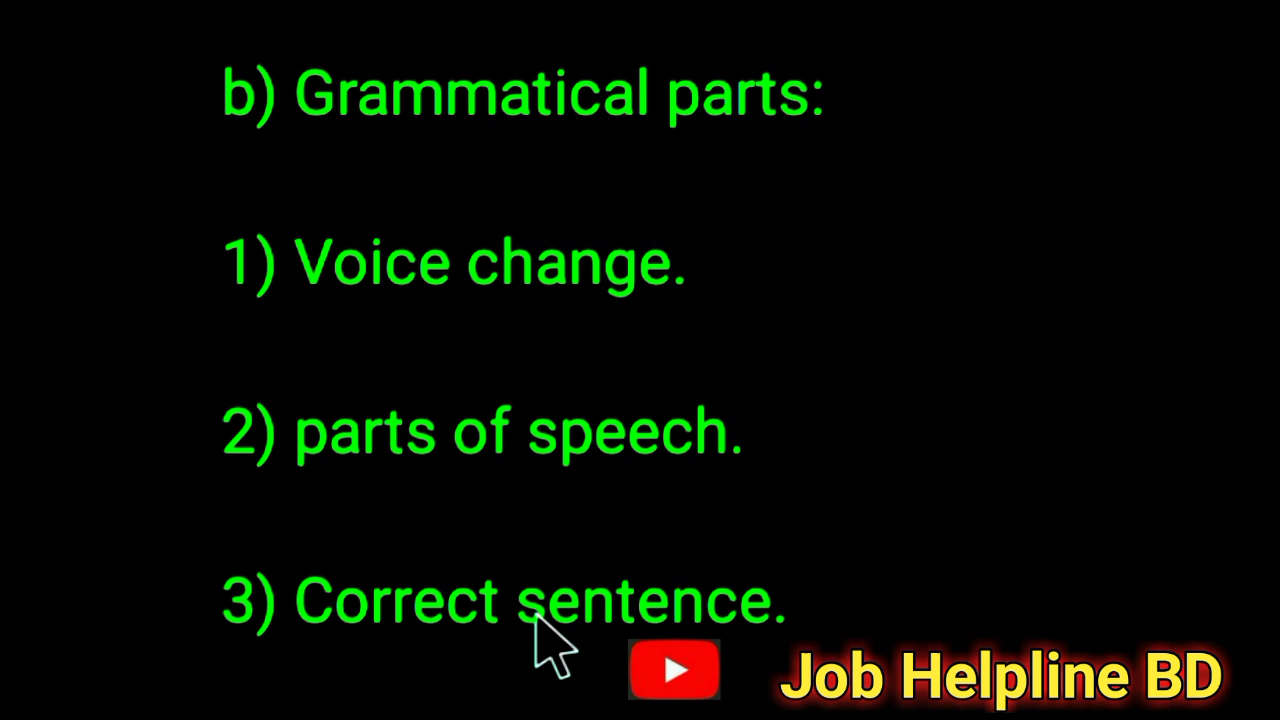 b) Grammatical parts:
1) Voice change.
2) parts of speech.
3) Correct sentence.
Job Helpline BD